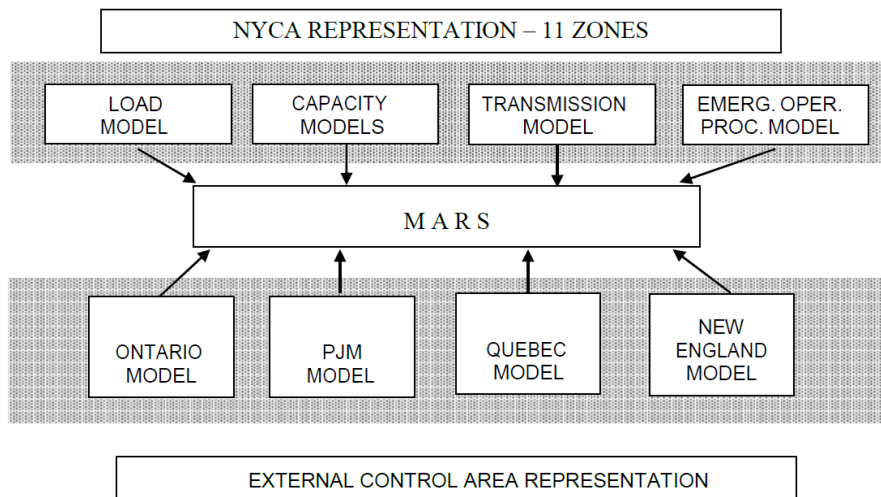 NYCA REPRESENTATION – 11 ZONES
LOAD
MODEL
CAPACITY
MODELS
TRANSMISSION
MODEL
EMERG. OPER.
PROC. MODEL
M A R S
ONTARIO
MODEL
PJM
MODEL
QUEBEC
MODEL
NEW
ENGLAND
MODEL
EXTERNAL CONTROL AREA REPRESENTATION